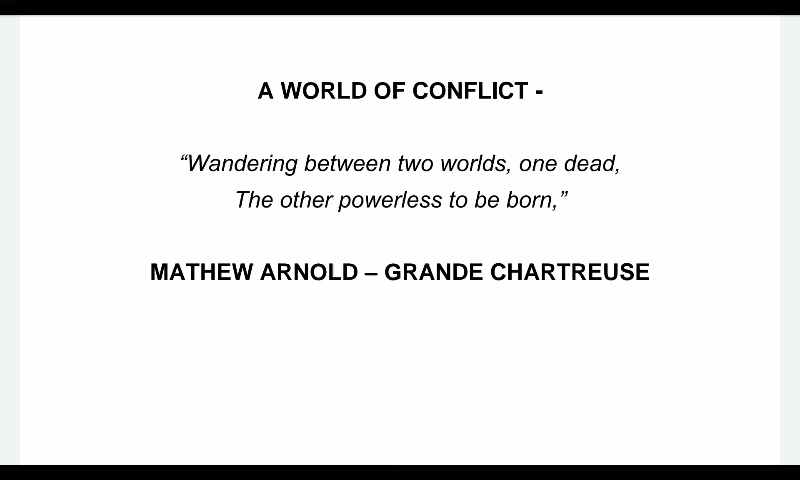 A WORLD OF CONFLICT -
“Wandering between two worlds, one dead,
The other powerless to be born,”
MATHEW ARNOLD – GRANDE CHARTREUSE